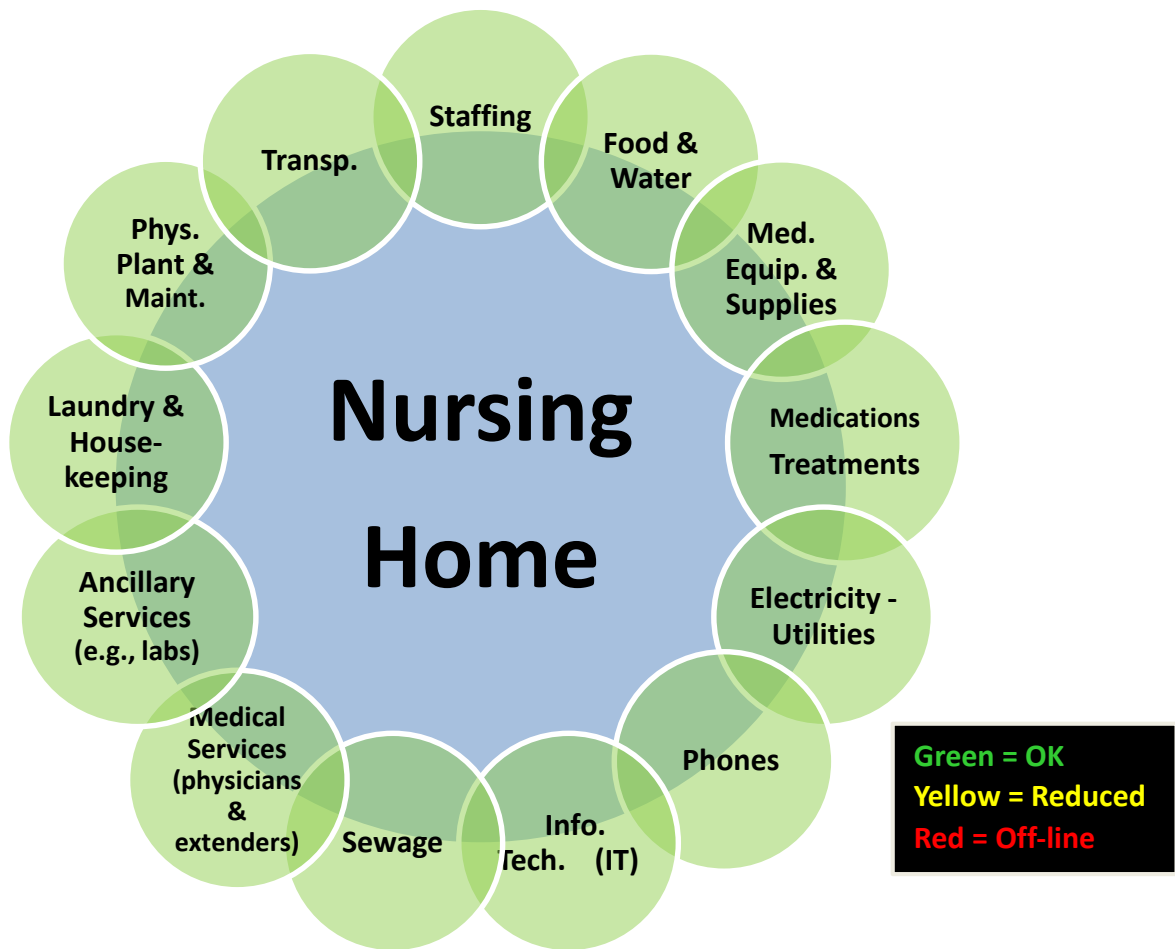 Staffing
Food &
Water
Med.
Equip. &
Supplies
Medications
Treatments
Electricity -
Utilities
Phones
Info.
Tech. (IT)
Sewage
Medical
Services
(physicians
&
extenders)
Ancillary
Services
(e.g., labs)
Laundry &
House-
keeping
Phys.
Plant &
Maint.
Transp.
Nursing
Home
Green = OK
Yellow = Reduced
Red = Off-line